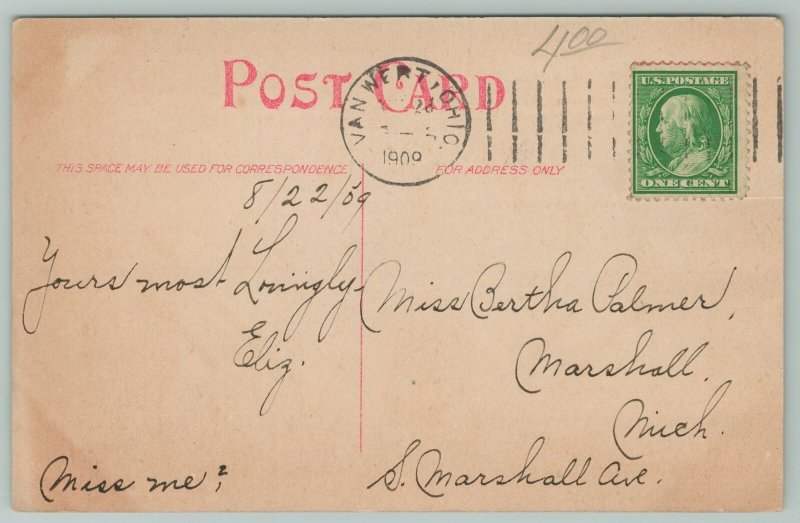 4.00
POST CARD
VAN WERT, OHIO.
1909
U.S. POSTAGE
ONE CENT
THIS SPACE MAY BE USED FOR CORRESPONDENCE
FOR ADDRESS ONLY
8/22/09
Yours most Lovingly
Eliz.
Miss me?
Miss Bertha Palmer,
Marshall.
Mich.
S. Marshall Ave.